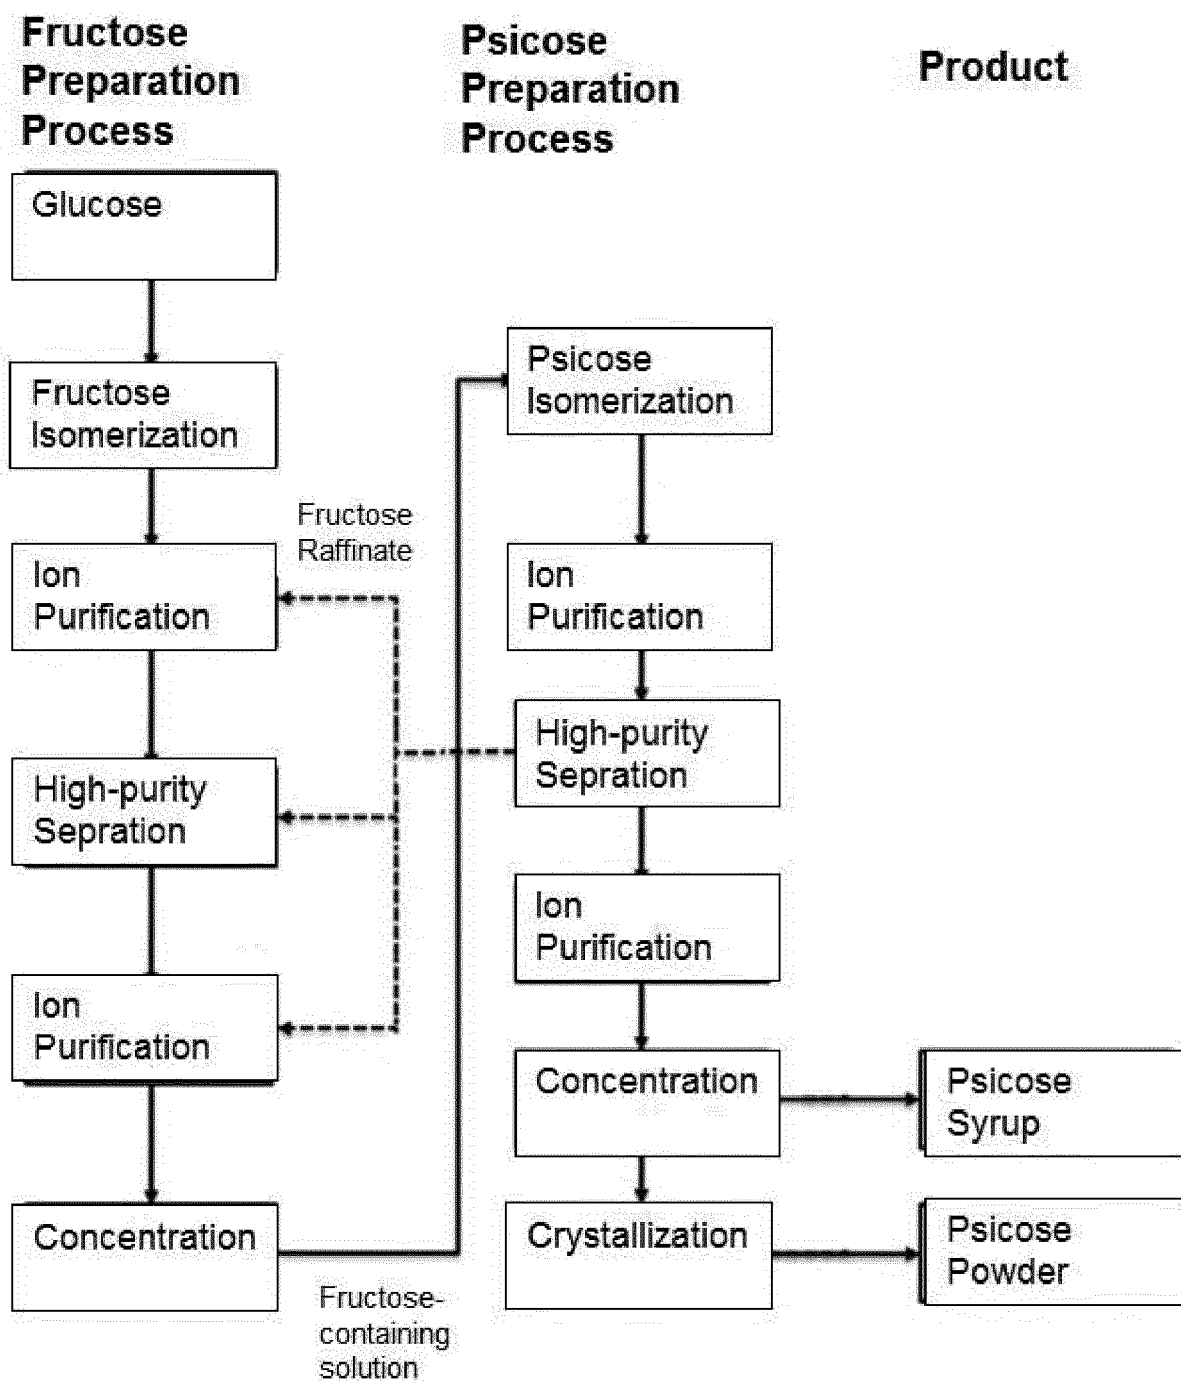 Fructose
Preparation
Process
Psicose
Preparation
Process
Product
Glucose
Fructose
Isomerization
Ion
Purification
High-purity
Sepration
Ion
Purification
Concentration
Fructose
Raffinate
Fructose-
containing
solution
Psicose
Isomerization
Ion
Purification
High-purity
Sepration
Ion
Purification
Concentration
Crystallization
Psicose
Syrup
Psicose
Powder